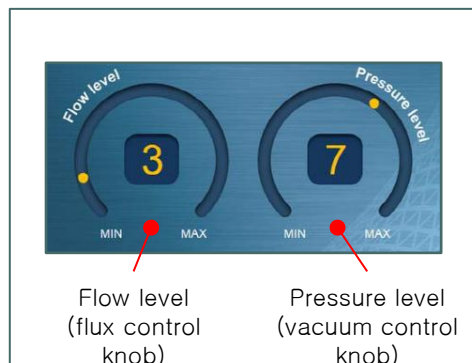 Flow level
Pressure level
3
7
MIN
MAX
MIN
MAX
Flow level
(flux control
knob)
Pressure level
(vacuum control
knob)